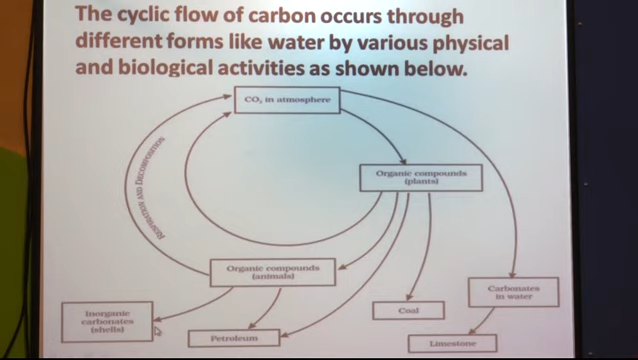 The cyclic flow of carbon occurs through
different forms like water by various physical
and biological activities as shown below.
CO₂ in atmosphere
Organic compounds
(plants)
RESPIRATION AND DECOMPOSITION
Organic compounds
(animals)
Carbonates
in water
Inorganic
carbonates
(shells)
Coal
Petroleum
Limestone